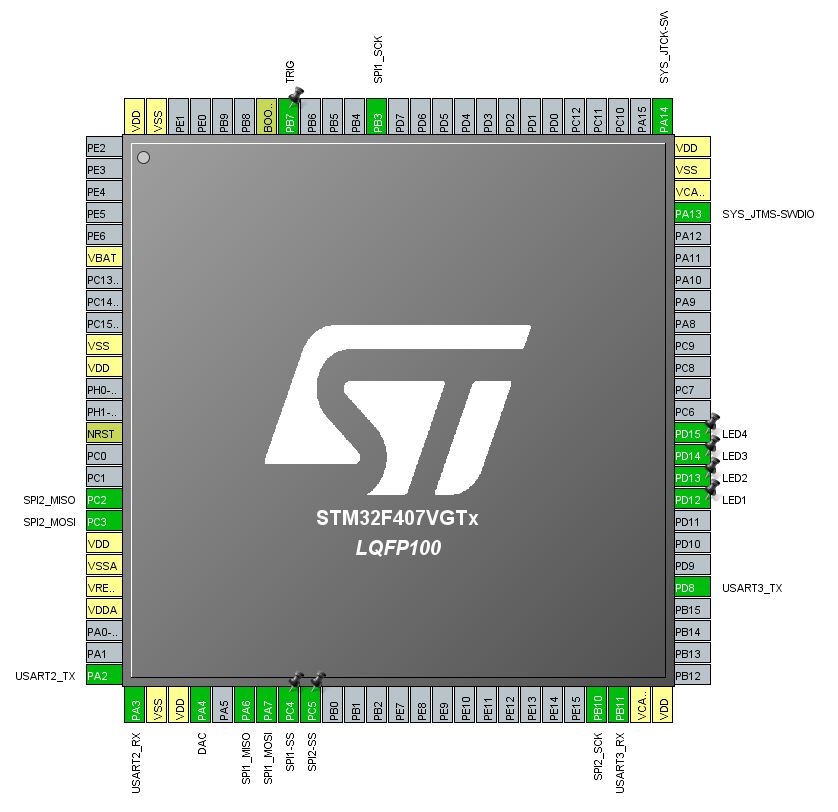 TRIG
SPI1_SCK
SYS_JTCK-SW
VDD VSS PE1 PE0 PB9 PB8 BOO.. PB7 PB6 PB5 PB4 PB3 PD7 PD6 PD5 PD4 PD3 PD2 PD1 PD0 PC12 PC11 PC10 PA15 PA14
PE2
PE3
PE4
PE5
PE6
VBAT
PC13..
PC14..
PC15..
VSS
VDD
PH0-..
PH1-..
NRST
PC0
PC1
SPI2_MISO PC2
SPI2_MOSI PC3
VDD
VSSA
VRE..
VDDA
PA0-..
PA1
USART2_TX PA2
ST
STM32F407VGTx
LQFP100
VDD
VSS
VCA..
PA13 SYS_JTMS-SWDIO
PA12
PA11
PA10
PA9
PA8
PC9
PC8
PC7
PC6
PD15 LED4
PD14 LED3
PD13 LED2
PD12 LED1
PD11
PD10
PD9
PD8 USART3_TX
PB15
PB14
PB13
PB12
PA3 VSS VDD PA4 PA5 PA6 PA7 PC4 PC5 PB0 PB1 PB2 PE7 PE8 PE9 PE10 PE11 PE12 PE13 PE14 PE15 PB10 PB11 VCA.. VDD
USART2_RX
DAC
SPI1_MISO
SPI1_MOSI
SPI1-SS
SPI2-SS
SPI2_SCK
USART3_RX